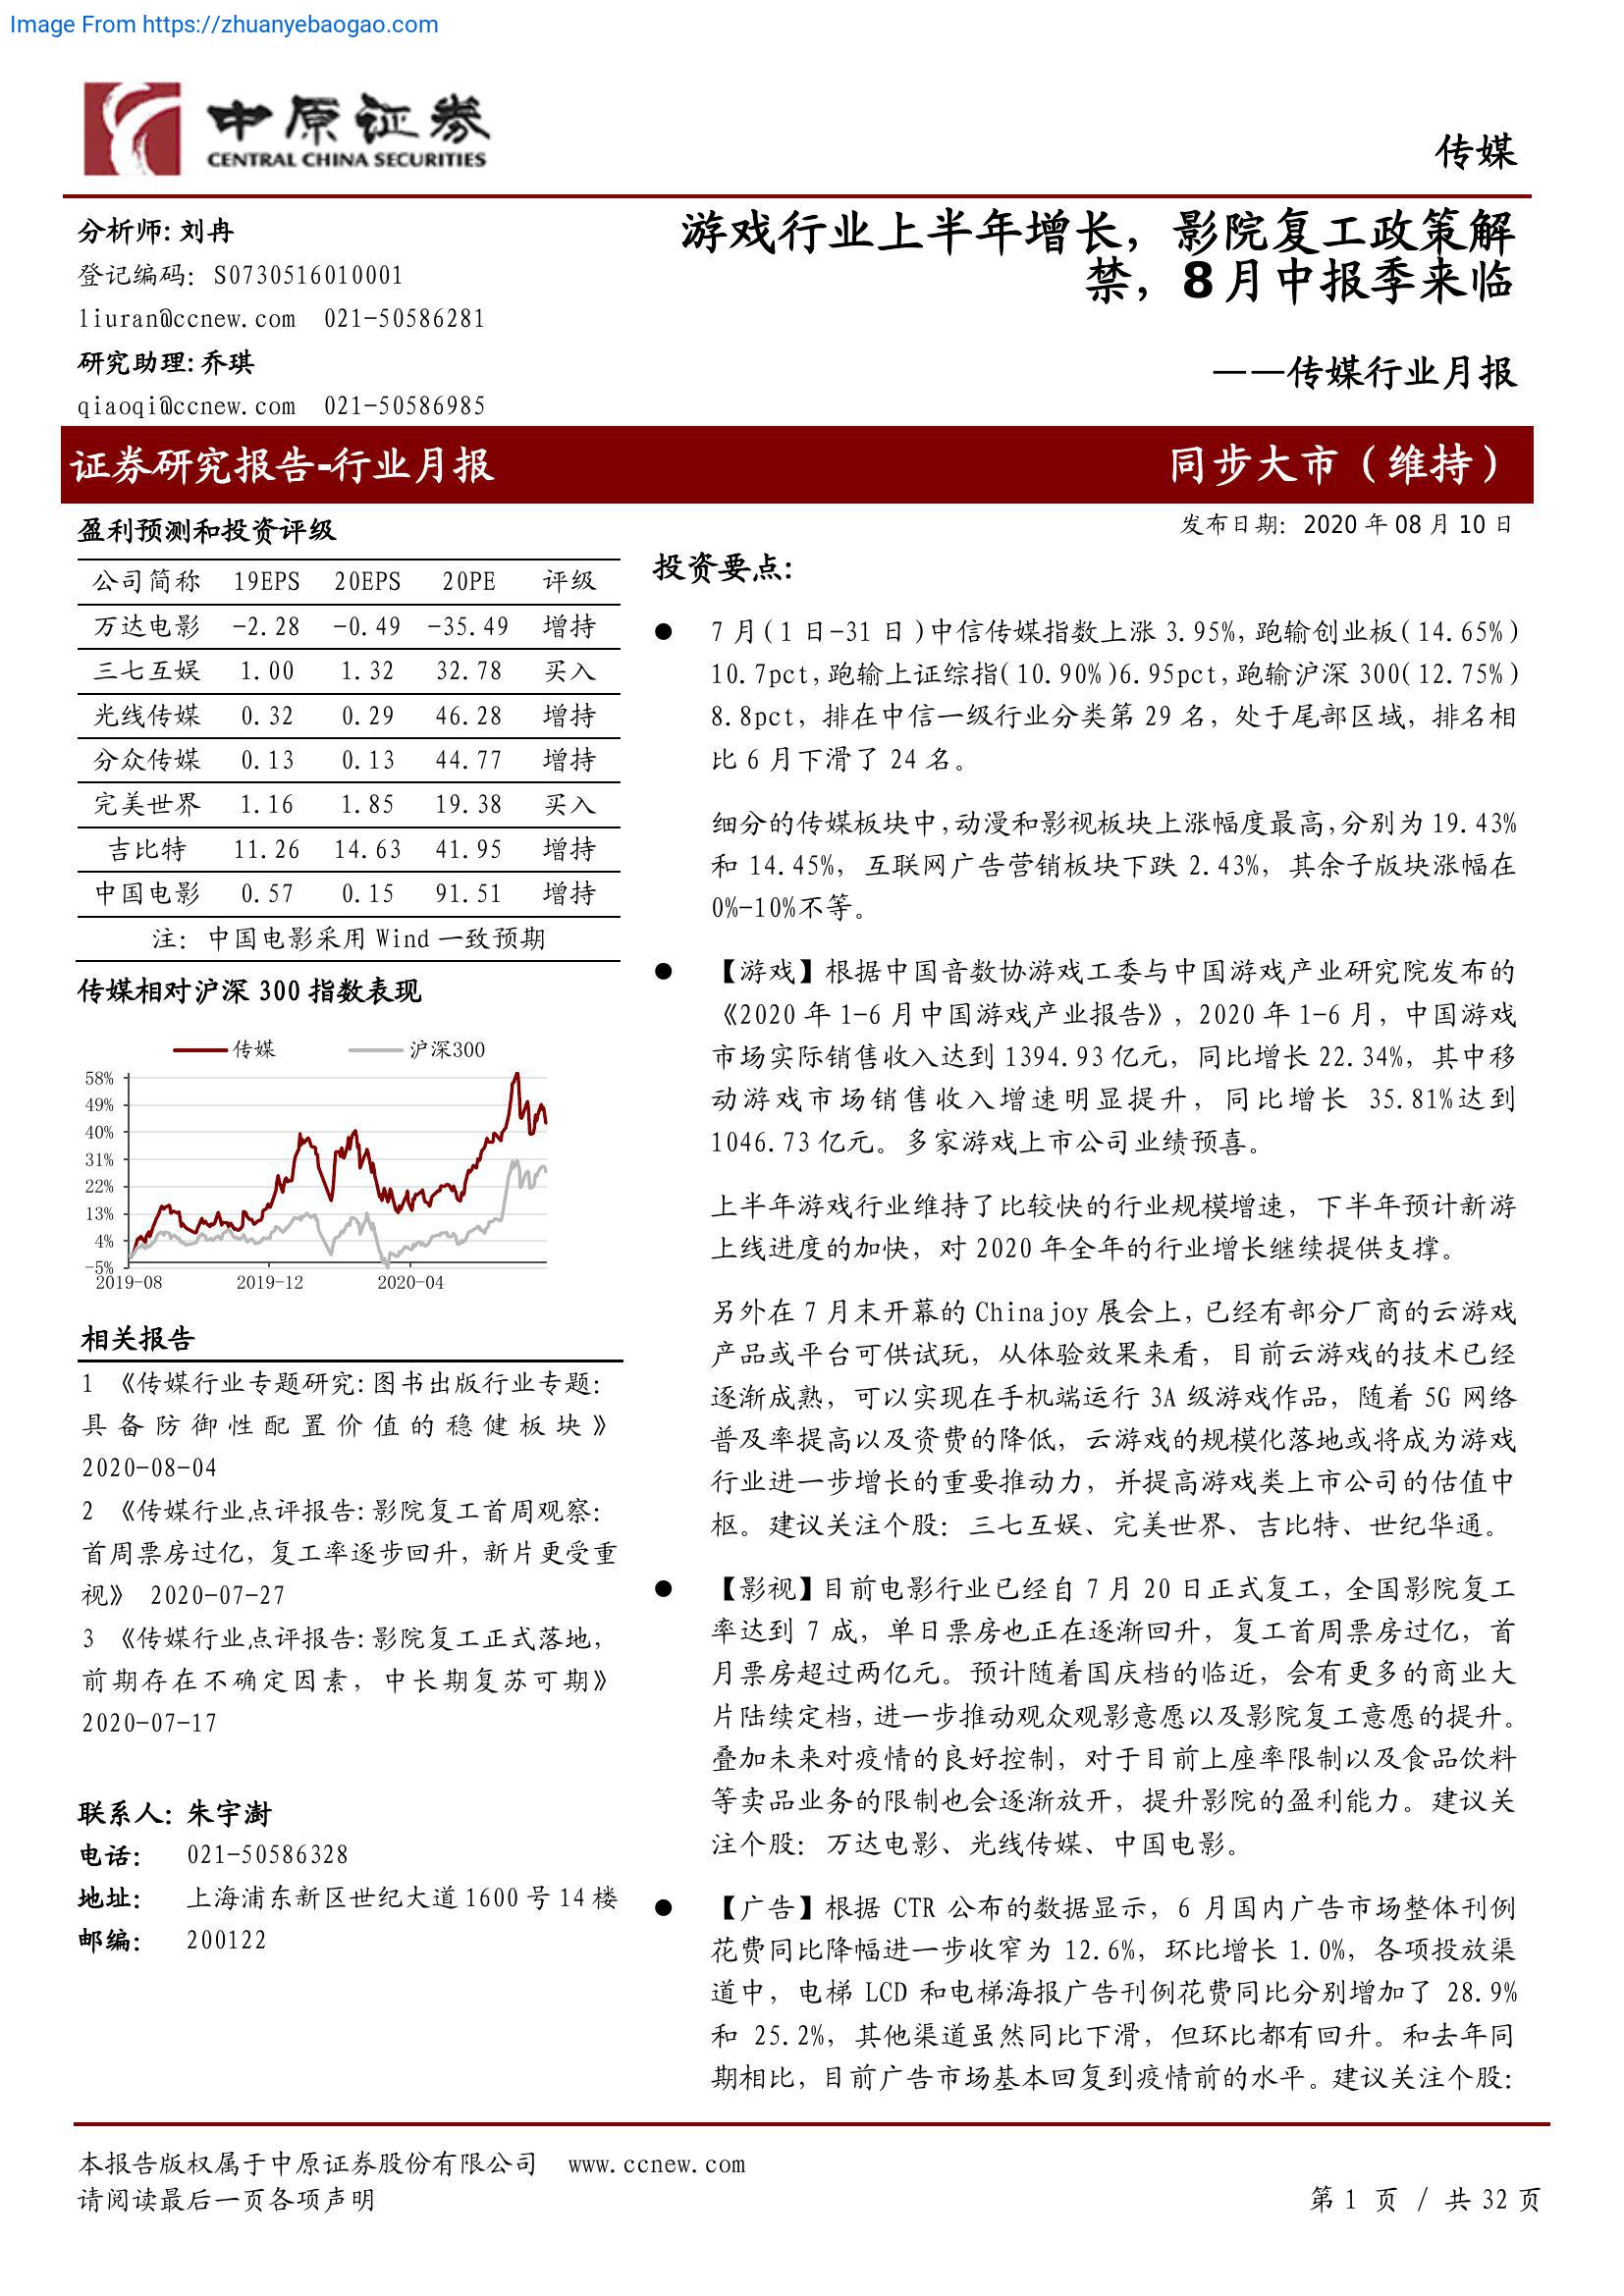 Image From https://zhuanyebaogao.com
中原证券
CENTRAL CHINA SECURITIES
传媒
分析师:刘冉
登记编码：S0730516010001
liuran@ccnew.com 021-50586281
研究助理:乔琪
qiaoqi@ccnew.com 021-50586985
游戏行业上半年增长，影院复工政策解
禁，8月中报季来临
——传媒行业月报
证券研究报告-行业月报
同步大市（维持）
盈利预测和投资评级
公司简称 19EPS 20EPS 20PE 评级
万达电影 -2.28 -0.49 -35.49 增持
三七互娱 1.00 1.32 32.78 买入
光线传媒 0.32 0.29 46.28 增持
分众传媒 0.13 0.13 44.77 增持
完美世界 1.16 1.85 19.38 买入
吉比特 11.26 14.63 41.95 增持
中国电影 0.57 0.15 91.51 增持
注：中国电影采用 Wind 一致预期
传媒相对沪深 300 指数表现
传媒 沪深300
58%
49%
40%
31%
22%
13%
4%
-5%
2019-08 2019-12 2020-04
相关报告
1 《传媒行业专题研究:图书出版行业专题：
具备防御性配置价值的稳健板块》
2020-08-04
2 《传媒行业点评报告:影院复工首周观察：
首周票房过亿，复工率逐步回升，新片更受重
视》 2020-07-27
3 《传媒行业点评报告:影院复工正式落地，
前期存在不确定因素，中长期复苏可期》
2020-07-17
联系人：朱宇澍
电话： 021-50586328
地址： 上海浦东新区世纪大道 1600 号 14 楼
邮编： 200122
发布日期：2020 年 08 月 10 日
投资要点：
● 7 月(1 日-31 日)中信传媒指数上涨 3.95%,跑输创业板(14.65%)
10.7pct,跑输上证综指(10.90%)6.95pct,跑输沪深 300(12.75%)
8.8pct，排在中信一级行业分类第 29 名，处于尾部区域，排名相
比 6 月下滑了 24 名。
细分的传媒板块中,动漫和影视板块上涨幅度最高,分别为 19.43%
和 14.45%，互联网广告营销板块下跌 2.43%，其余子版块涨幅在
0%-10%不等。
● 【游戏】根据中国音数协游戏工委与中国游戏产业研究院发布的
《2020 年 1-6 月中国游戏产业报告》，2020 年 1-6 月，中国游戏
市场实际销售收入达到 1394.93 亿元，同比增长 22.34%，其中移
动游戏市场销售收入增速明显提升，同比增长 35.81%达到
1046.73 亿元。多家游戏上市公司业绩预喜。
上半年游戏行业维持了比较快的行业规模增速，下半年预计新游
上线进度的加快，对 2020 年全年的行业增长继续提供支撑。
另外在 7 月末开幕的 Chinajoy 展会上,已经有部分厂商的云游戏
产品或平台可供试玩，从体验效果来看，目前云游戏的技术已经
逐渐成熟，可以实现在手机端运行 3A 级游戏作品，随着 5G 网络
普及率提高以及资费的降低，云游戏的规模化落地或将成为游戏
行业进一步增长的重要推动力，并提高游戏类上市公司的估值中
枢。建议关注个股：三七互娱、完美世界、吉比特、世纪华通。
● 【影视】目前电影行业已经自 7 月 20 日正式复工，全国影院复工
率达到 7 成，单日票房也正在逐渐回升，复工首周票房过亿，首
月票房超过两亿元。预计随着国庆档的临近，会有更多的商业大
片陆续定档,进一步推动观众观影意愿以及影院复工意愿的提升。
叠加未来对疫情的良好控制，对于目前上座率限制以及食品饮料
等卖品业务的限制也会逐渐放开，提升影院的盈利能力。建议关
注个股：万达电影、光线传媒、中国电影。
● 【广告】根据 CTR 公布的数据显示，6 月国内广告市场整体刊例
花费同比降幅进一步收窄为 12.6%，环比增长 1.0%，各项投放渠
道中，电梯 LCD 和电梯海报广告刊例花费同比分别增加了 28.9%
和 25.2%，其他渠道虽然同比下滑，但环比都有回升。和去年同
期相比，目前广告市场基本回复到疫情前的水平。建议关注个股：
本报告版权属于中原证券股份有限公司 www.ccnew.com
请阅读最后一页各项声明
第 1 页 / 共 32 页